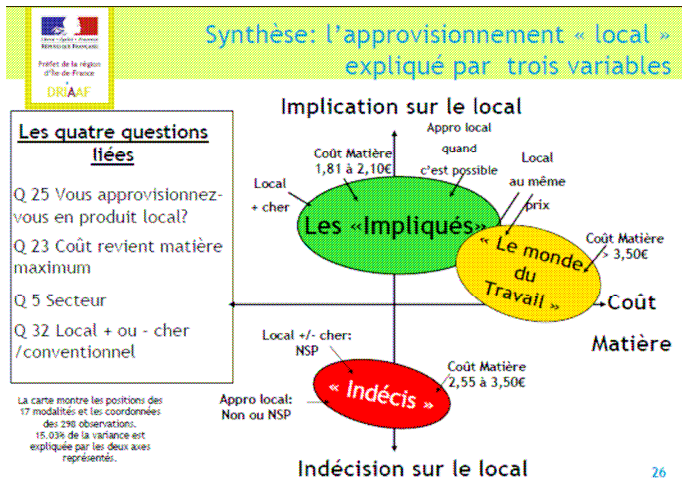 Synthèse: l'approvisionnement « local »
expliqué par trois variables
RÉPUBLIQUE FRANÇAISE
Préfet de la région
d'Île de France
DRIAAF
Les quatre questions
liées
Q 25 Vous approvisionnez-
vous en produit local?
Q 23 Coût revient matière
maximum
Q 5 Secteur
Q 32 Local + ou - cher
/conventionnel
La carte montre les positions des
17 modalités et les coordonnées
des 298 observations.
15.03% de la variance est
expliquée par les deux axes
représentés.
Implication sur le local
Appro local
quand
c'est possible
Coût Matière
1,81 à 2,10€
Local
au même
prix
Local
+ cher
Les «Impliqués»
« Le monde
du
Travail »
Coût Matière
> 3,50€
Coût
Matière
Local +/- cher:
NSP
Coût Matière
2,55 à 3,50€
« Indécis »
Appro local:
Non ou NSP
Indécision sur le local
26